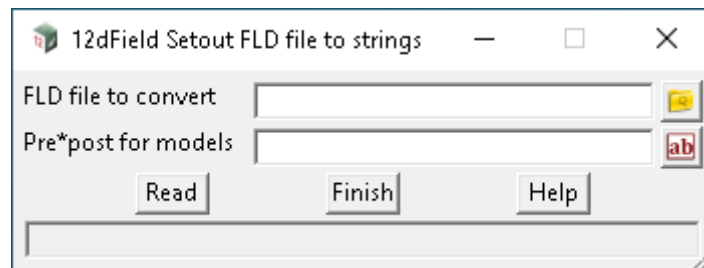 12dField Setout FLD file to strings
FLD file to convert
Pre*post for models
ab
Read Finish Help